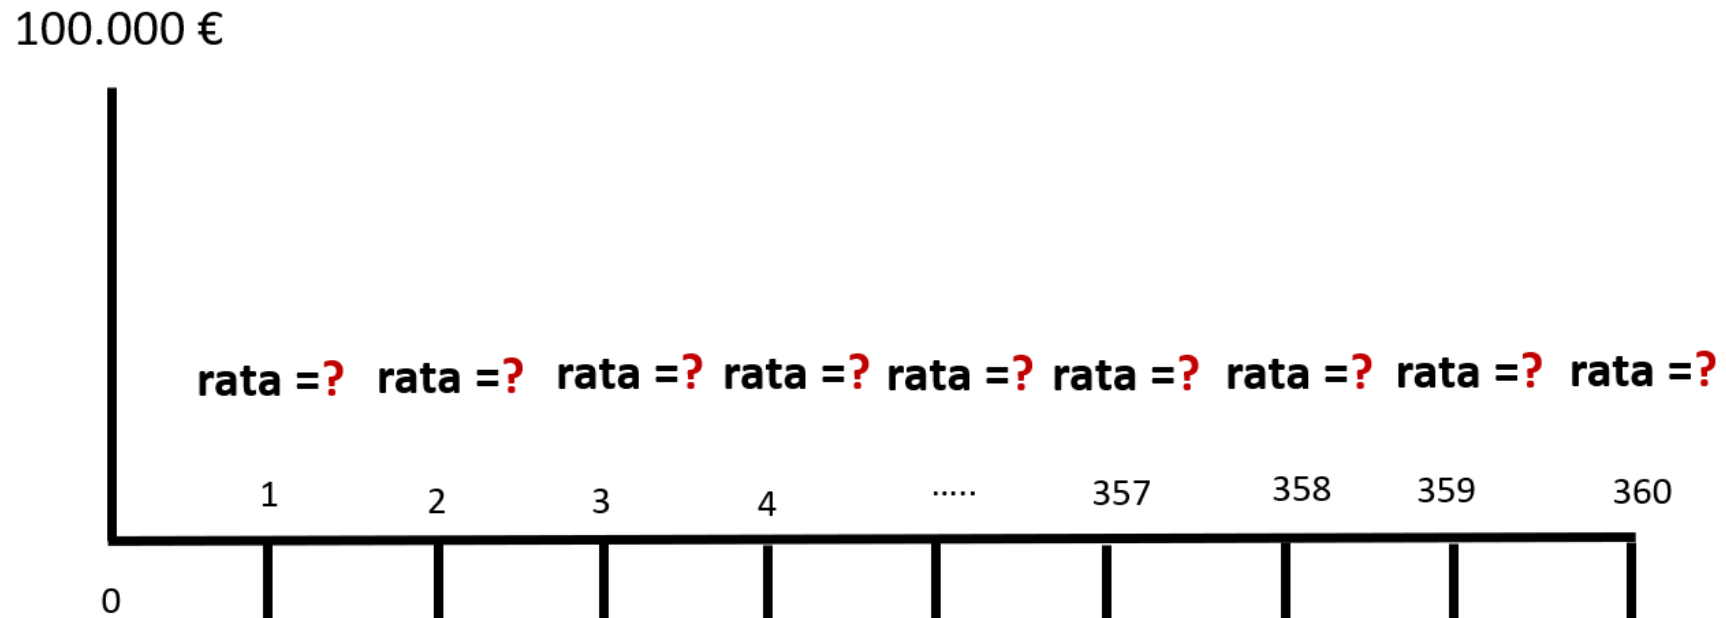 100.000 €
rata =? rata =? rata =? rata =? rata =? rata =? rata =? rata =? rata =?
1 2 3 4 ..... 357 358 359 360
0